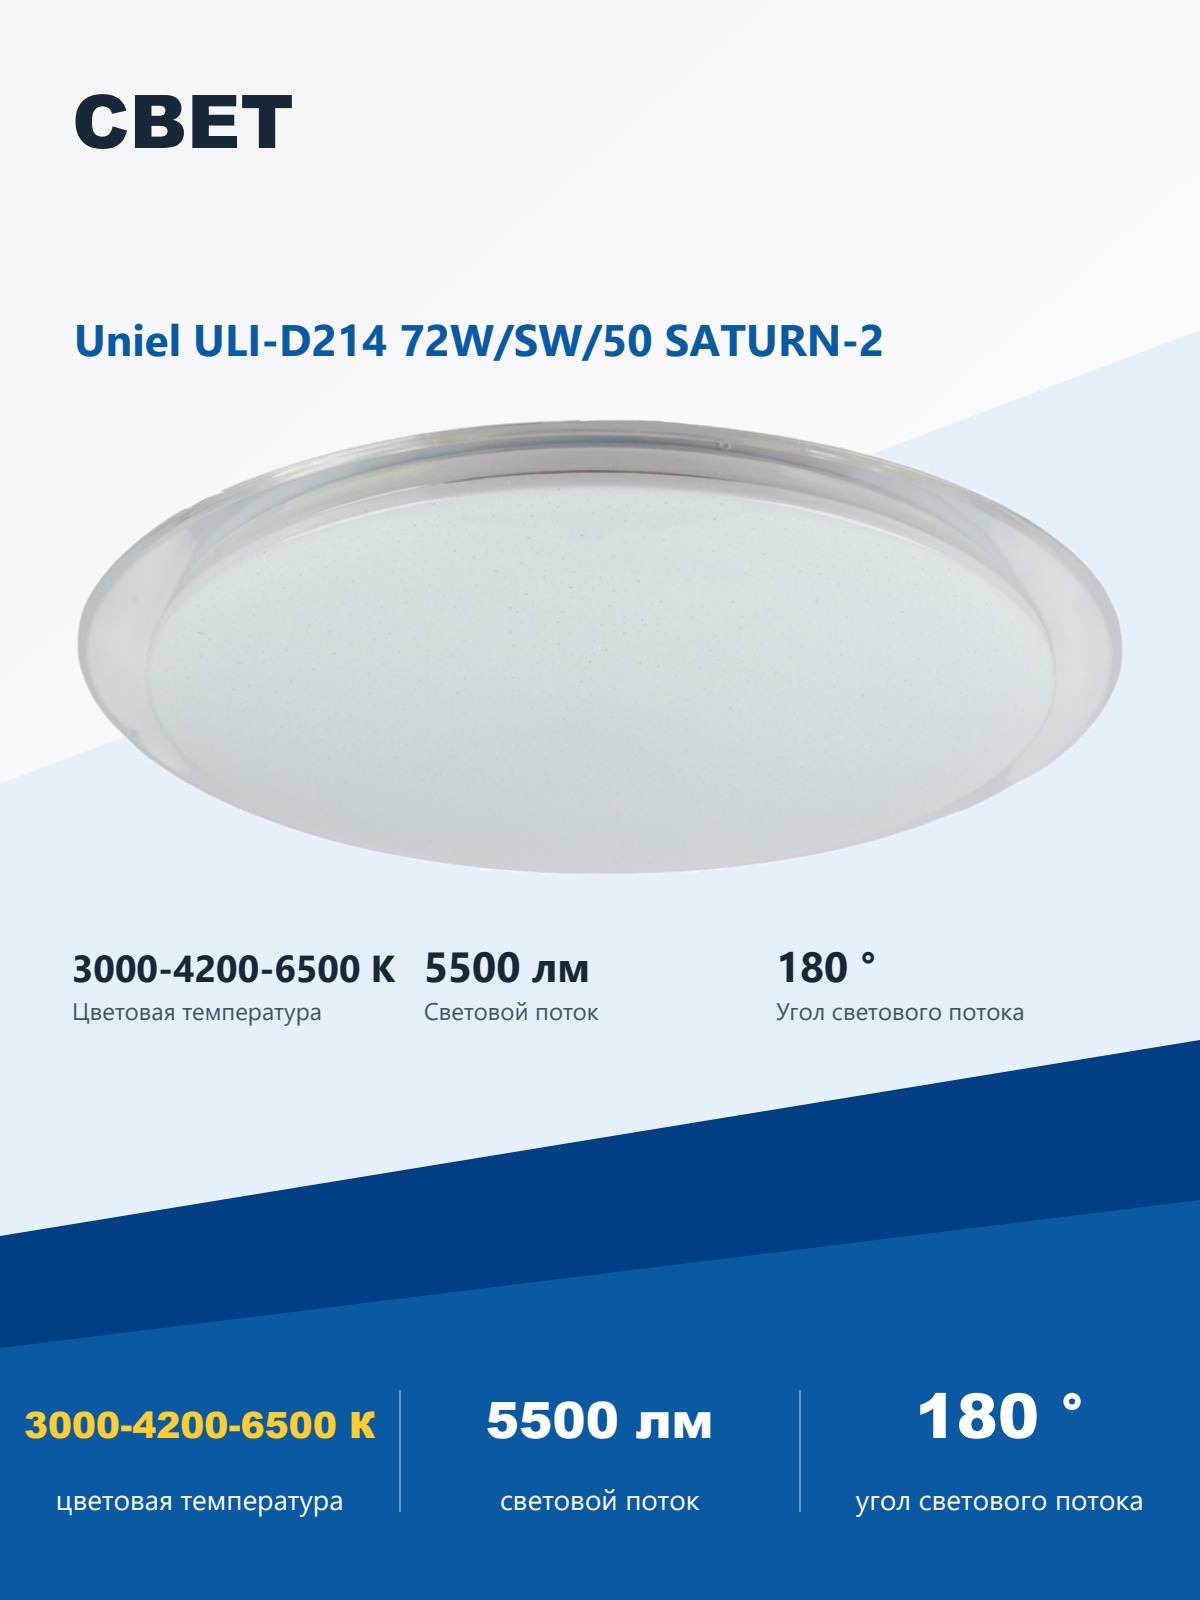 СВЕТ
Uniel ULI-D214 72W/SW/50 SATURN-2
3000-4200-6500 К 5500 лм 180 °
Цветовая температура Световой поток Угол светового потока
3000-4200-6500 К 5500 лм 180 °
цветовая температура световой поток угол светового потока